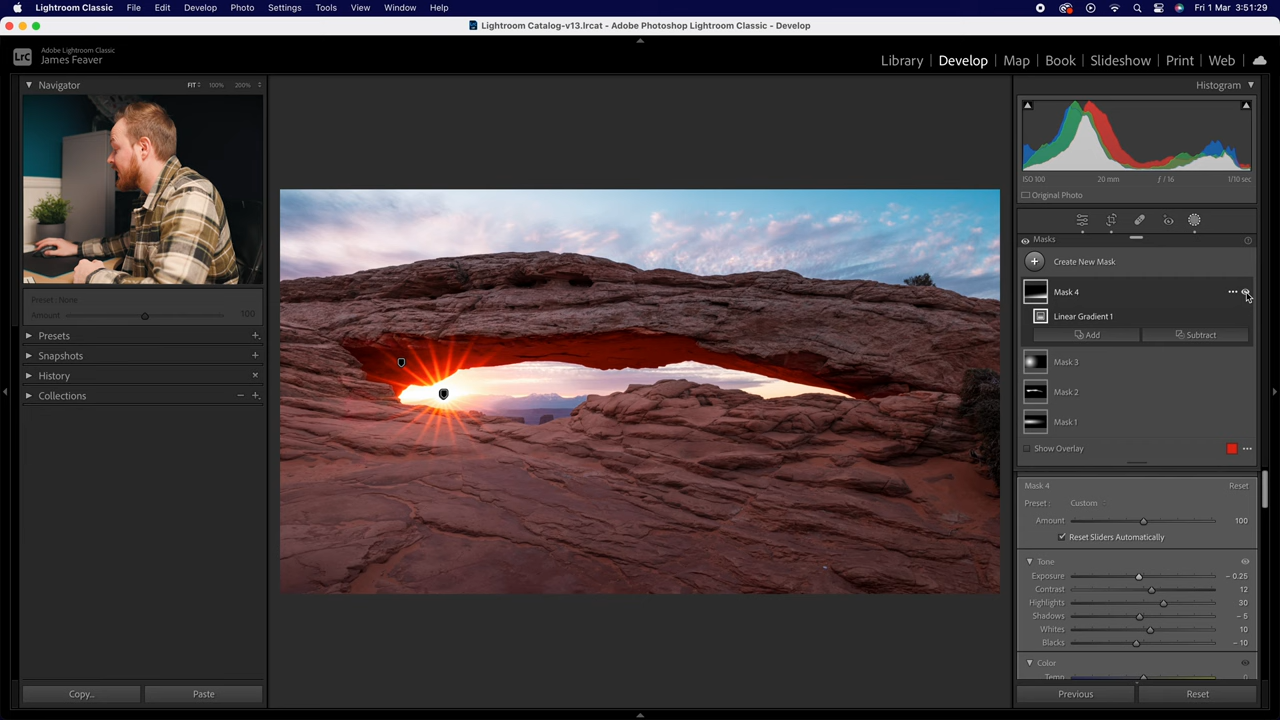 Lightroom Classic File Edit Photo Develop Settings Tools View Window Help Fri 1 Mar 3:51:29
Lightroom Catalog-v13.lrcat - Adobe Photoshop Lightroom Classic - Develop
LrC Adobe Lightroom Classic
James Feaver
Library | Develop | Map | Book | Slideshow | Print | Web
Navigator FIT 100% 200%
Histogram
ISO 100 20 mm ƒ / 16 1/10 sec
Original Photo
Masks
Create New Mask
Mask 4
Linear Gradient 1
Add Subtract
Mask 3
Mask 2
Mask 1
Show Overlay
Preset : None
Amount 100
Presets
Snapshots
History
Collections
Mask 4 Reset
Preset : Custom
Amount 100
Reset Sliders Automatically
Tone
Exposure – 0.25
Contrast 12
Highlights 30
Shadows – 5
Whites 10
Blacks – 10
Color
Temp 0
Copy... Paste
Previous Reset